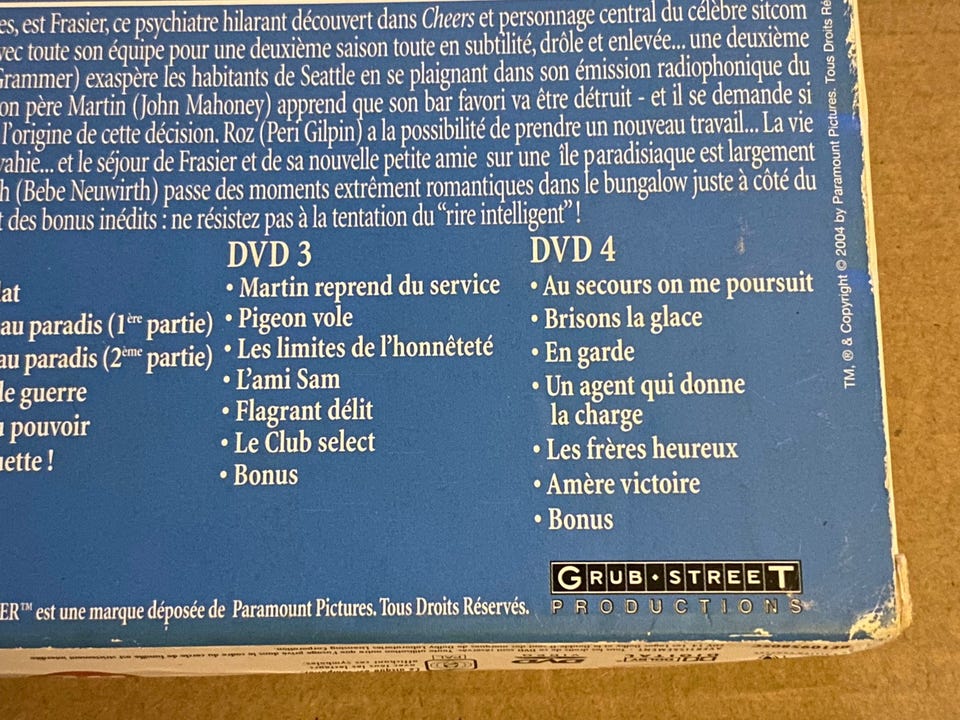 es, est Frasier, ce psychiatre hilarant découvert dans Cheers et personnage central du célèbre sitcom
vec toute son équipe pour une deuxième saison toute en subtilité, drôle et enlevée... une deuxième
Grammer) exaspère les habitants de Seattle en se plaignant dans son émission radiophonique du
on père Martin (John Mahoney) apprend que son bar favori va être détruit - et il se demande si
l'origine de cette décision. Roz (Peri Gilpin) a la possibilité de prendre un nouveau travail... La vie
vahie... et le séjour de Frasier et de sa nouvelle petite amie sur une île paradisiaque est largement
h (Bebe Neuwirth) passe des moments extrêment romantiques dans le bungalow juste à côté du
t des bonus inédits : ne résistez pas à la tentation du "rire intelligent" !
lat
au paradis (1ère partie)
au paradis (2ème partie)
de guerre
u pouvoir
uette !
DVD 3
• Martin reprend du service
• Pigeon vole
• Les limites de l'honnêteté
• L'ami Sam
• Flagrant délit
• Le Club select
• Bonus
DVD 4
• Au secours on me poursuit
• Brisons la glace
• En garde
• Un agent qui donne
la charge
• Les frères heureux
• Amère victoire
• Bonus
TM, ® & Copyright © 2004 by Paramount Pictures. Tous Droits Ré
GRUB • STREET
PRODUCTIONS
ER™ est une marque déposée de Paramount Pictures. Tous Droits Réservés.
DVD